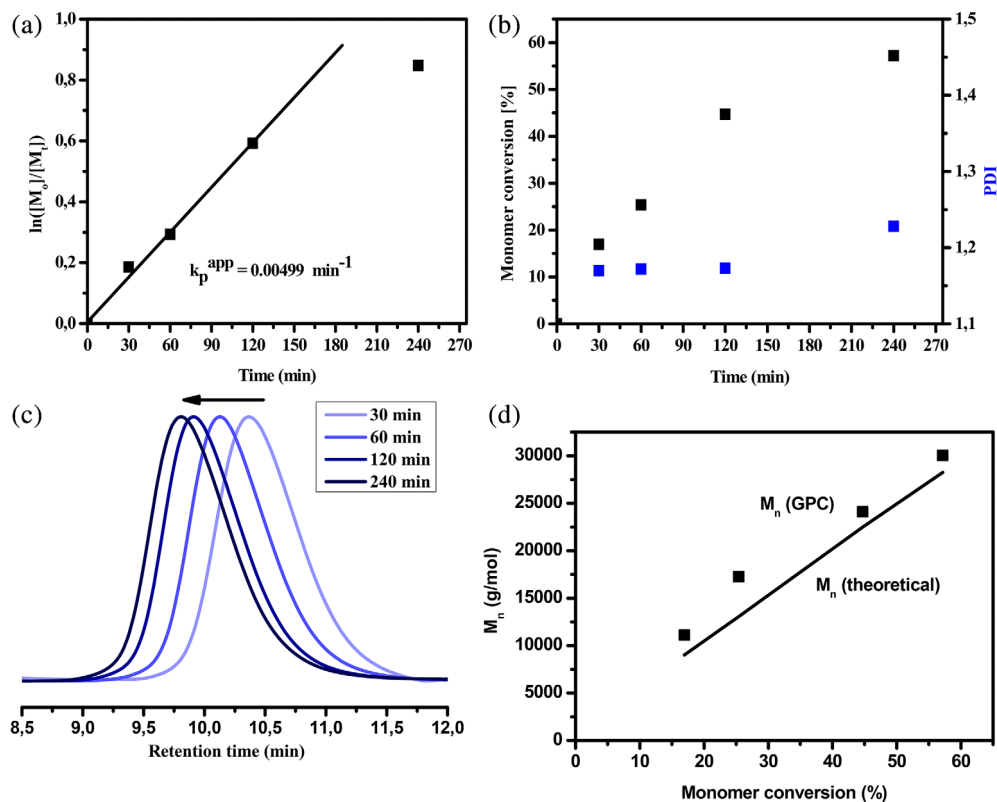 (a)
1,0
0,8
0,6
0,4
0,2
0,0
ln([Mo]/[Mt])
kp^app = 0.00499 min^-1
0 30 60 90 120 150 180 210 240 270
Time (min)
(b)
60
50
40
30
20
10
0
Monomer conversion [%]
1,5
1,4
1,3
1,2
1,1
PDI
0 30 60 90 120 150 180 210 240 270
Time (min)
(c)
30 min
60 min
120 min
240 min
8,5 9,0 9,5 10,0 10,5 11,0 11,5 12,0
Retention time (min)
(d)
30000
25000
20000
15000
10000
5000
0
Mn (g/mol)
Mn (GPC)
Mn (theoretical)
0 10 20 30 40 50 60
Monomer conversion (%)